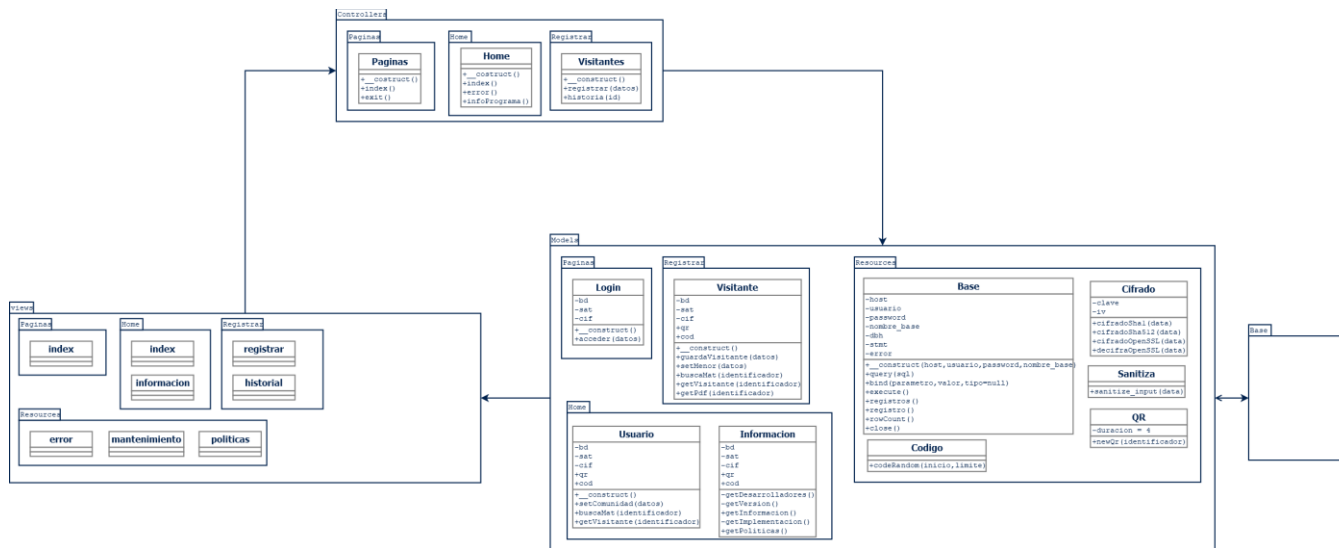 Controllers
Paginas
Paginas
+__costruct()
+index()
+exit()
Home
Home
+__costruct()
+index()
+error()
+infoPrograma()
Registrar
Visitantes
+__construct()
+registrar(datos)
+historia(id)
views
Paginas
index
Home
index
informacion
Registrar
registrar
historial
Resources
error
mantenimiento
politicas
Models
Paginas
Login
-bd
-sat
-cif
+__construct()
+acceder(datos)
Registrar
Visitante
-bd
-sat
-cif
+qr
+cod
+__construct()
+guardaVisitante(datos)
+setMenor(datos)
+buscaMat(identificador)
+getVisitante(identificador)
+getPdf(identificador)
Home
Usuario
-bd
-sat
-cif
+qr
+cod
+__construct()
+setComunidad(datos)
+buscaMat(identificador)
+getVisitante(identificador)
Informacion
-bd
-sat
-cif
+qr
+cod
-getDesarrolladores()
-getVersion()
+getInformacion()
-getImplementacion()
+getPoliticas()
Resources
Base
-host
-usuario
-password
-nombre_base
-dbh
-stmt
-error
+__construct(host,usuario,password,nombre_base)
+query(sql)
+bind(parametro,valor,tipo=null)
+execute()
+registros()
+registro()
+rowCount()
+close()
Codigo
+codeRandom(inicio,limite)
Cifrado
-clave
-iv
+cifradoSha1(data)
+cifradoSha512(data)
+cifradoOpenSSL(data)
+decifraOpenSSL(data)
Sanitiza
+sanitize_input(data)
QR
-duracion = 4
+newQr(identificador)
Base